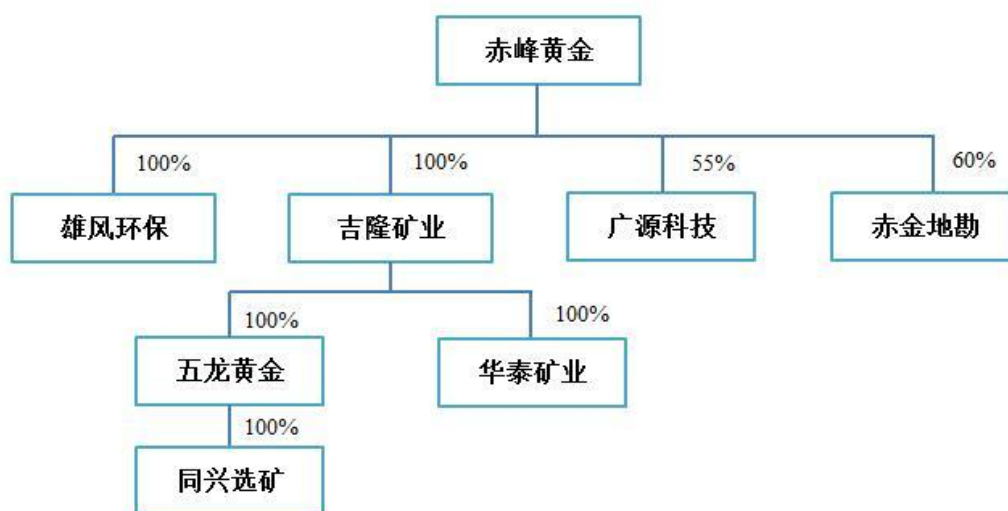 赤峰黄金
100%
100%
55%
60%
雄风环保
吉隆矿业
广源科技
赤金地勘
100%
100%
五龙黄金
华泰矿业
100%
同兴选矿